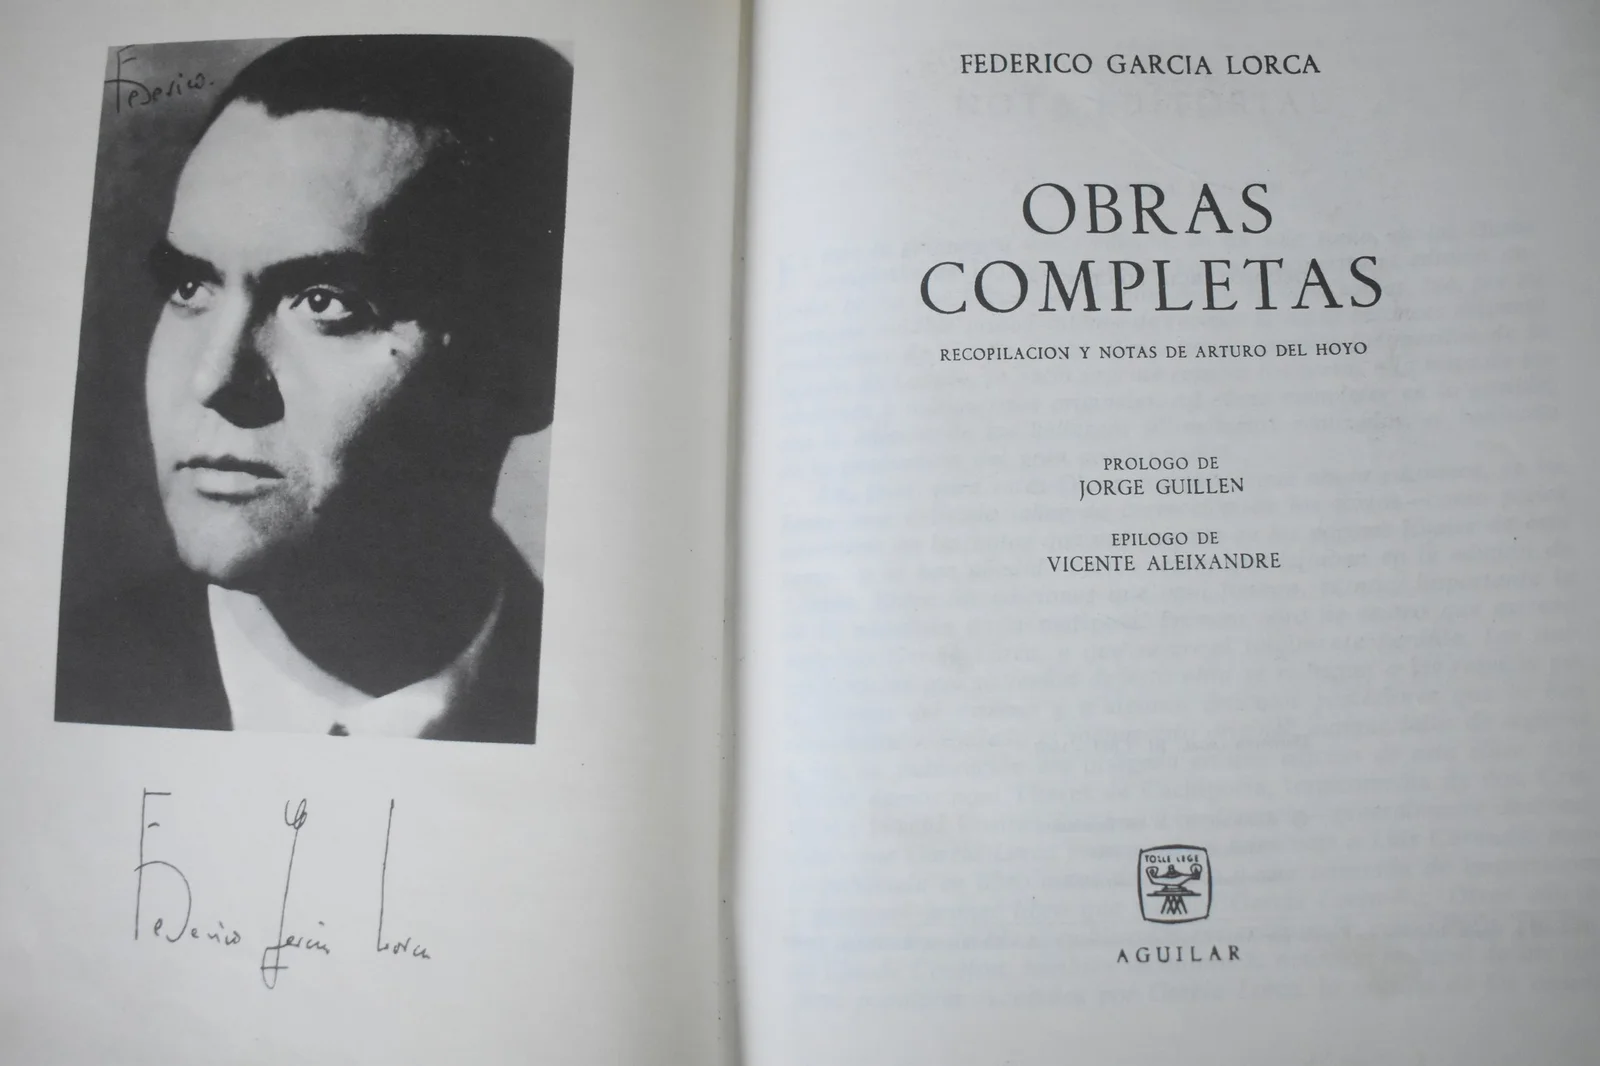 Federico.
Federico García Lorca
FEDERICO GARCIA LORCA
OBRAS
COMPLETAS
RECOPILACION Y NOTAS DE ARTURO DEL HOYO
PROLOGO DE
JORGE GUILLEN
EPILOGO DE
VICENTE ALEIXANDRE
TOLLE LEGE
AGUILAR